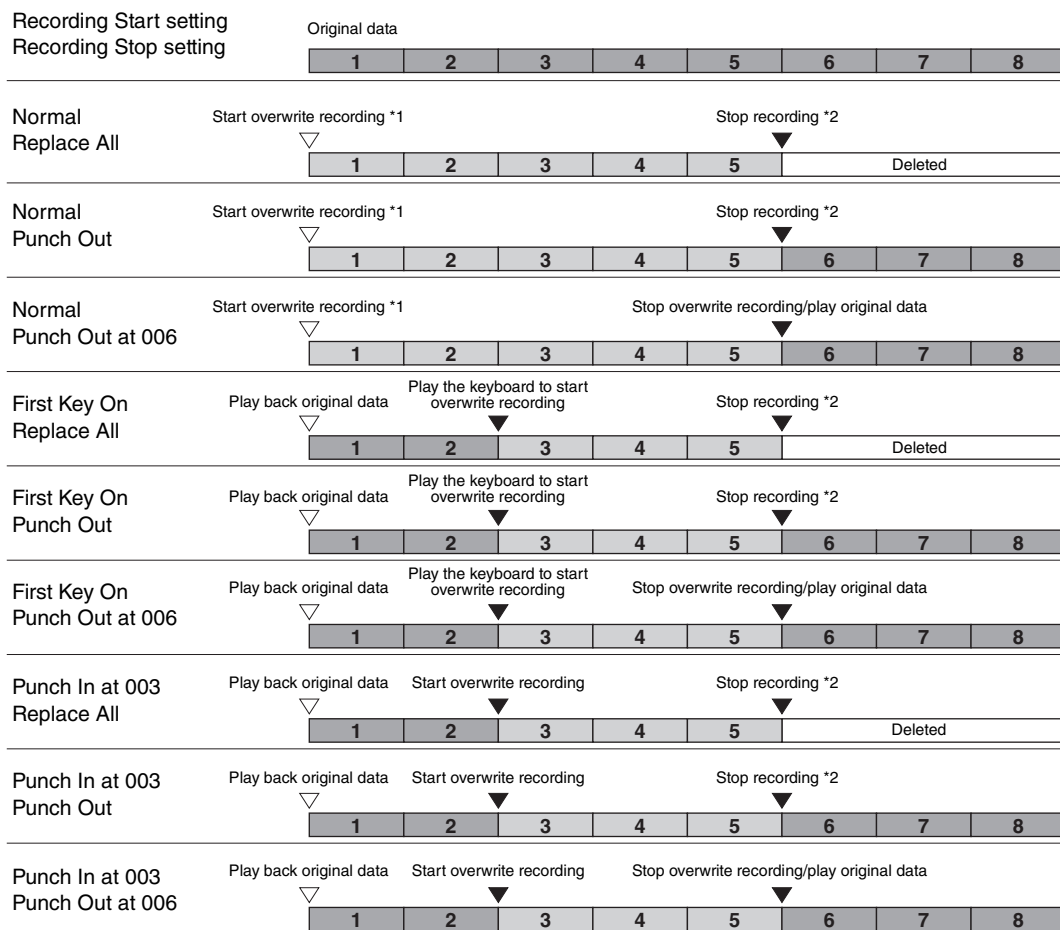 Recording Start setting
Recording Stop setting
Original data
1 2 3 4 5 6 7 8
Normal
Replace All
Start overwrite recording *1
Stop recording *2
1 2 3 4 5 Deleted
Normal
Punch Out
Start overwrite recording *1
Stop recording *2
1 2 3 4 5 6 7 8
Normal
Punch Out at 006
Start overwrite recording *1
Stop overwrite recording/play original data
1 2 3 4 5 6 7 8
First Key On
Replace All
Play back original data
Play the keyboard to start
overwrite recording
Stop recording *2
1 2 3 4 5 Deleted
First Key On
Punch Out
Play back original data
Play the keyboard to start
overwrite recording
Stop recording *2
1 2 3 4 5 6 7 8
First Key On
Punch Out at 006
Play back original data
Play the keyboard to start
overwrite recording
Stop overwrite recording/play original data
1 2 3 4 5 6 7 8
Punch In at 003
Replace All
Play back original data
Start overwrite recording
Stop recording *2
1 2 3 4 5 Deleted
Punch In at 003
Punch Out
Play back original data
Start overwrite recording
Stop recording *2
1 2 3 4 5 6 7 8
Punch In at 003
Punch Out at 006
Play back original data
Start overwrite recording
Stop overwrite recording/play original data
1 2 3 4 5 6 7 8